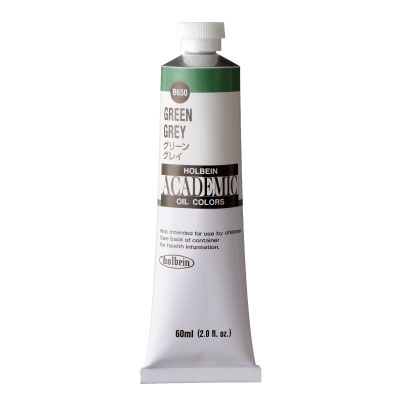 B650
GREEN
GREY
グリーン
グレイ
HOLBEIN
ACADEMIC
OIL COLORS
Not intended for use by children.
See back of container
for health information.
holbein
60ml (2.0 fl. oz.)